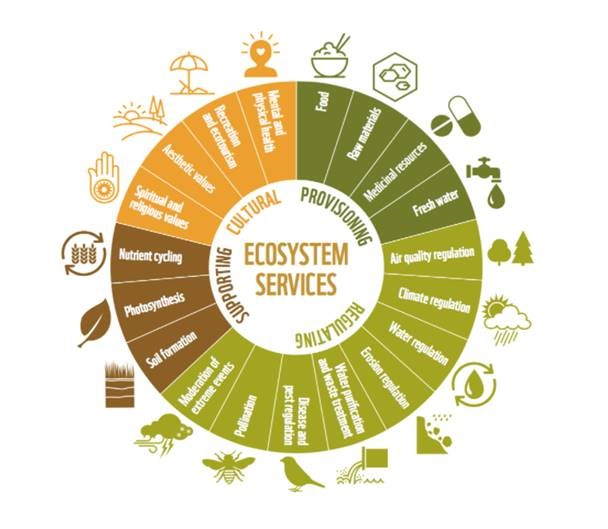 ECOSYSTEM
SERVICES
PROVISIONING
Food
Raw materials
Medicinal resources
Fresh water
REGULATING
Air quality regulation
Climate regulation
Water regulation
Erosion regulation
Water purification
and waste treatment
Disease and
pest regulation
Pollination
Moderation of
extreme events
SUPPORTING
Soil formation
Photosynthesis
Nutrient cycling
CULTURAL
Spiritual and
religious values
Aesthetic values
Recreation
and ecotourism
Mental and
physical health